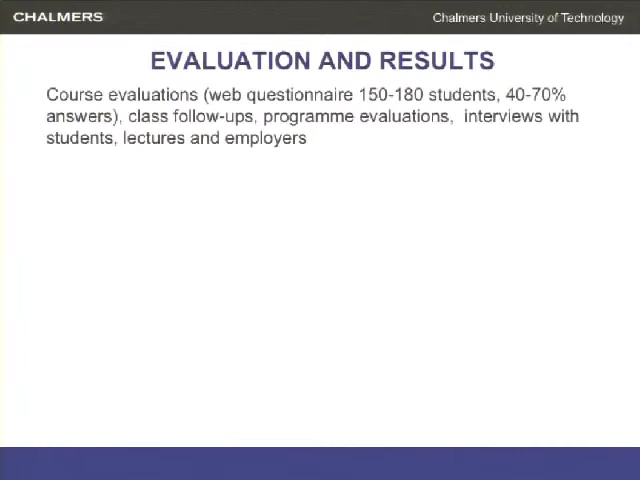 CHALMERS
Chalmers University of Technology
EVALUATION AND RESULTS
Course evaluations (web questionnaire 150-180 students, 40-70%
answers), class follow-ups, programme evaluations, interviews with
students, lectures and employers